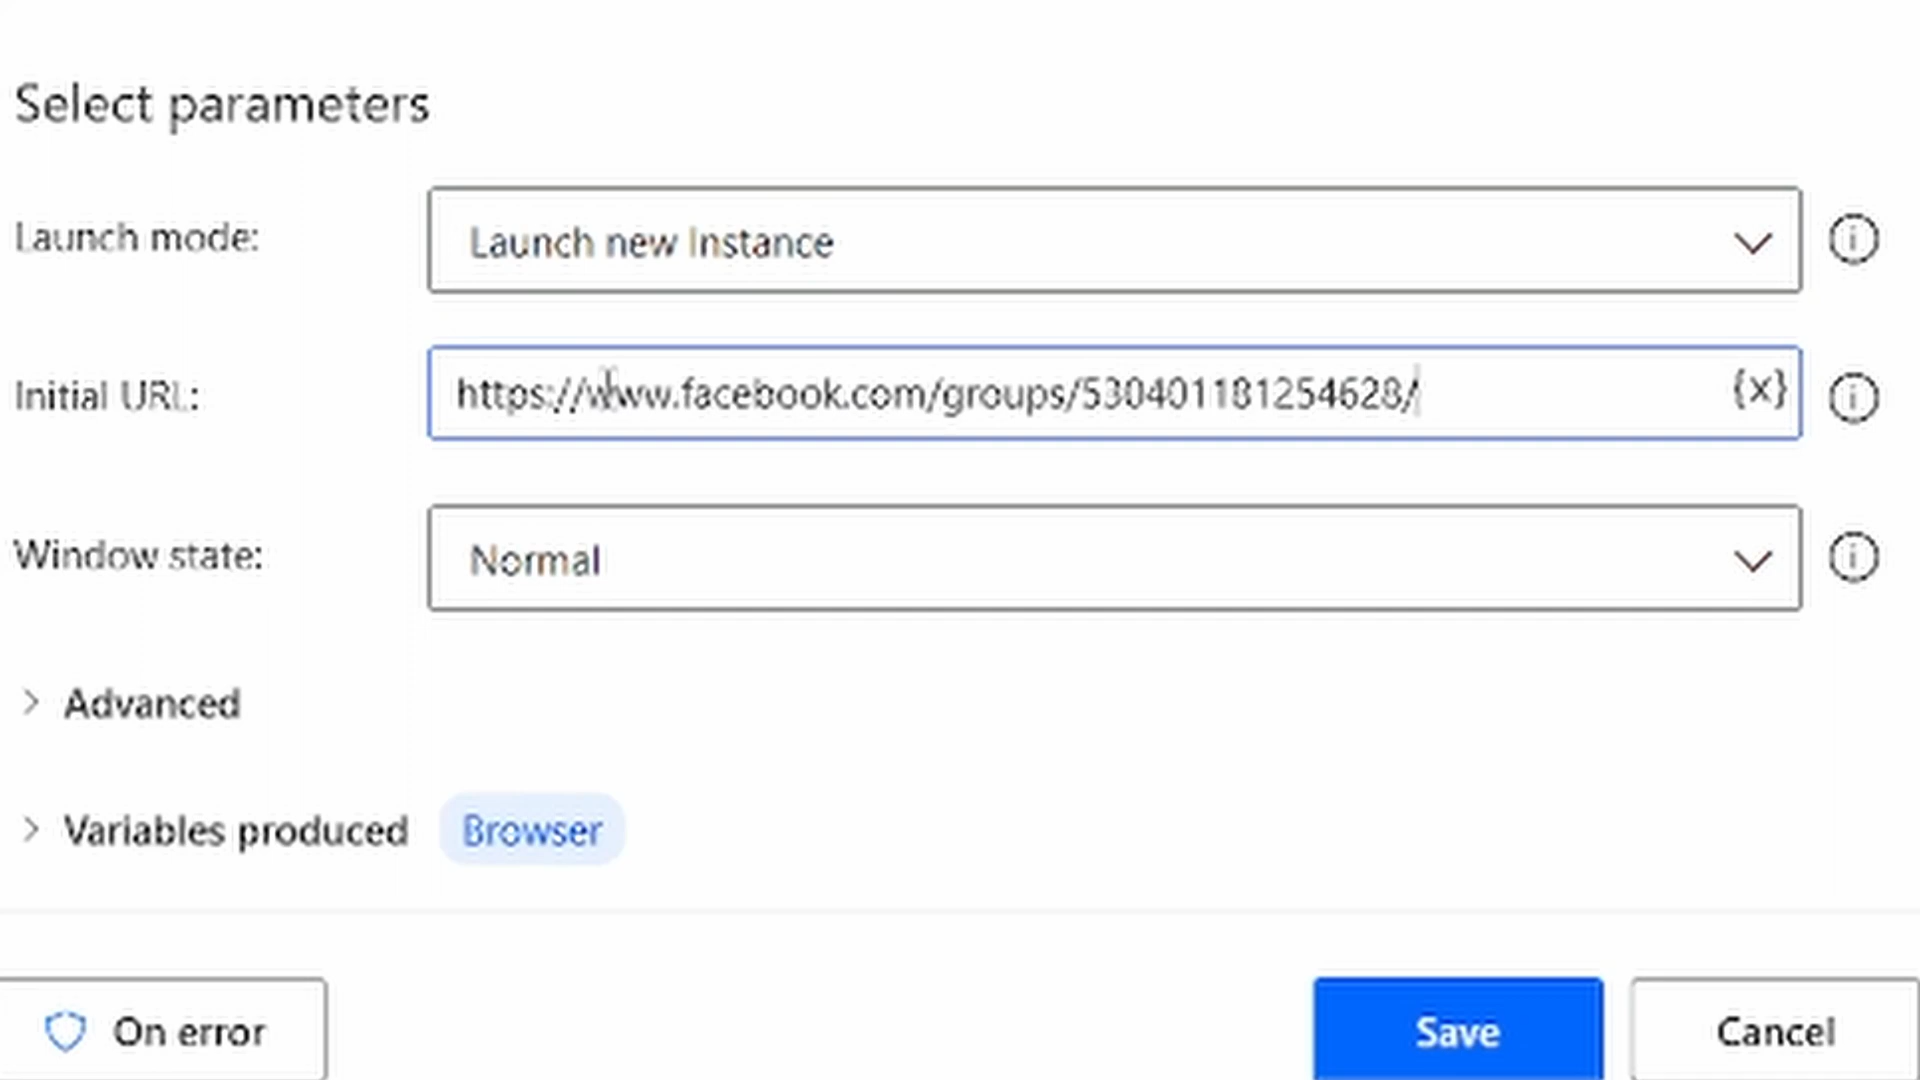 Select parameters
Launch mode: Launch new Instance
Initial URL: https://www.facebook.com/groups/530401181254628/ {x}
Window state: Normal
Advanced
Variables produced Browser
On error Save Cancel